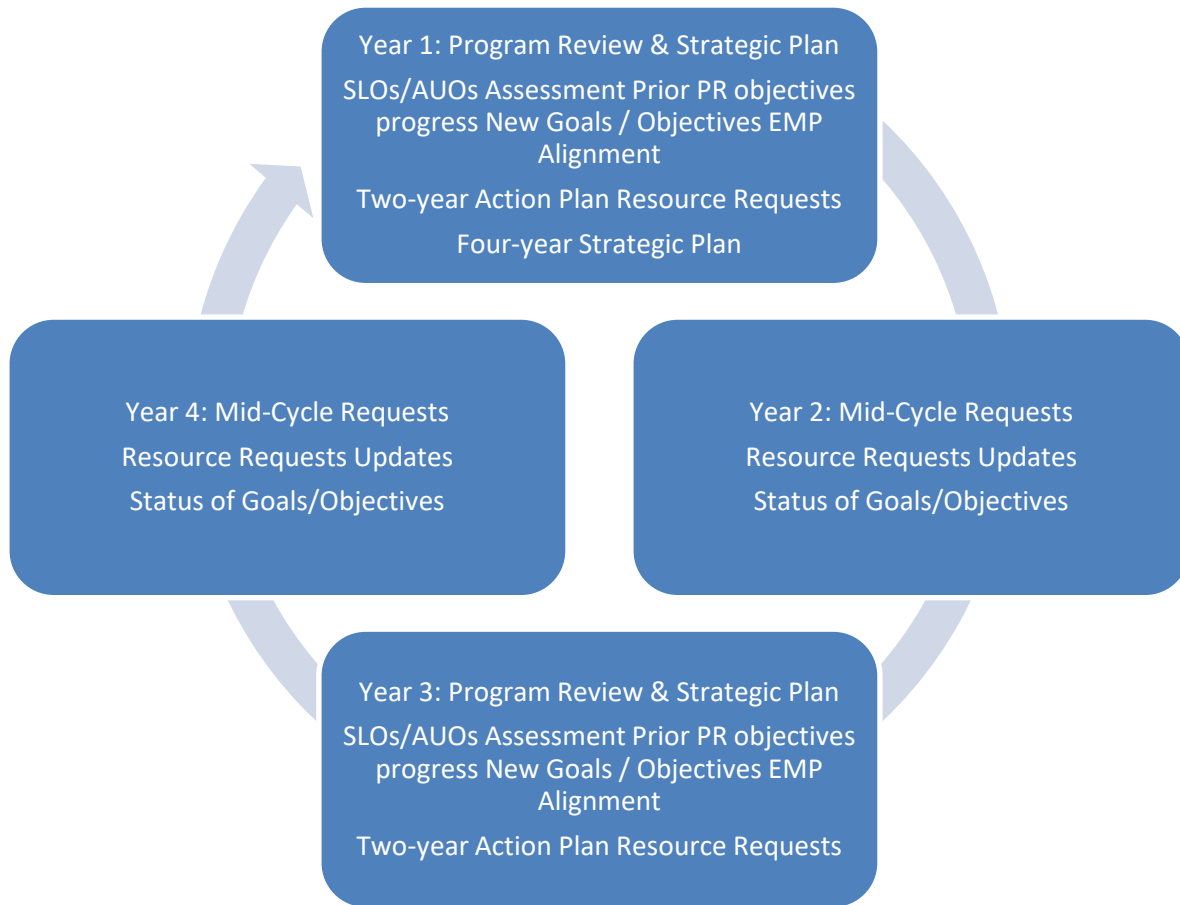 Year 1: Program Review & Strategic Plan
SLOs/AUOs Assessment Prior PR objectives
progress New Goals / Objectives EMP
Alignment
Two-year Action Plan Resource Requests
Four-year Strategic Plan
Year 2: Mid-Cycle Requests
Resource Requests Updates
Status of Goals/Objectives
Year 3: Program Review & Strategic Plan
SLOs/AUOs Assessment Prior PR objectives
progress New Goals / Objectives EMP
Alignment
Two-year Action Plan Resource Requests
Year 4: Mid-Cycle Requests
Resource Requests Updates
Status of Goals/Objectives